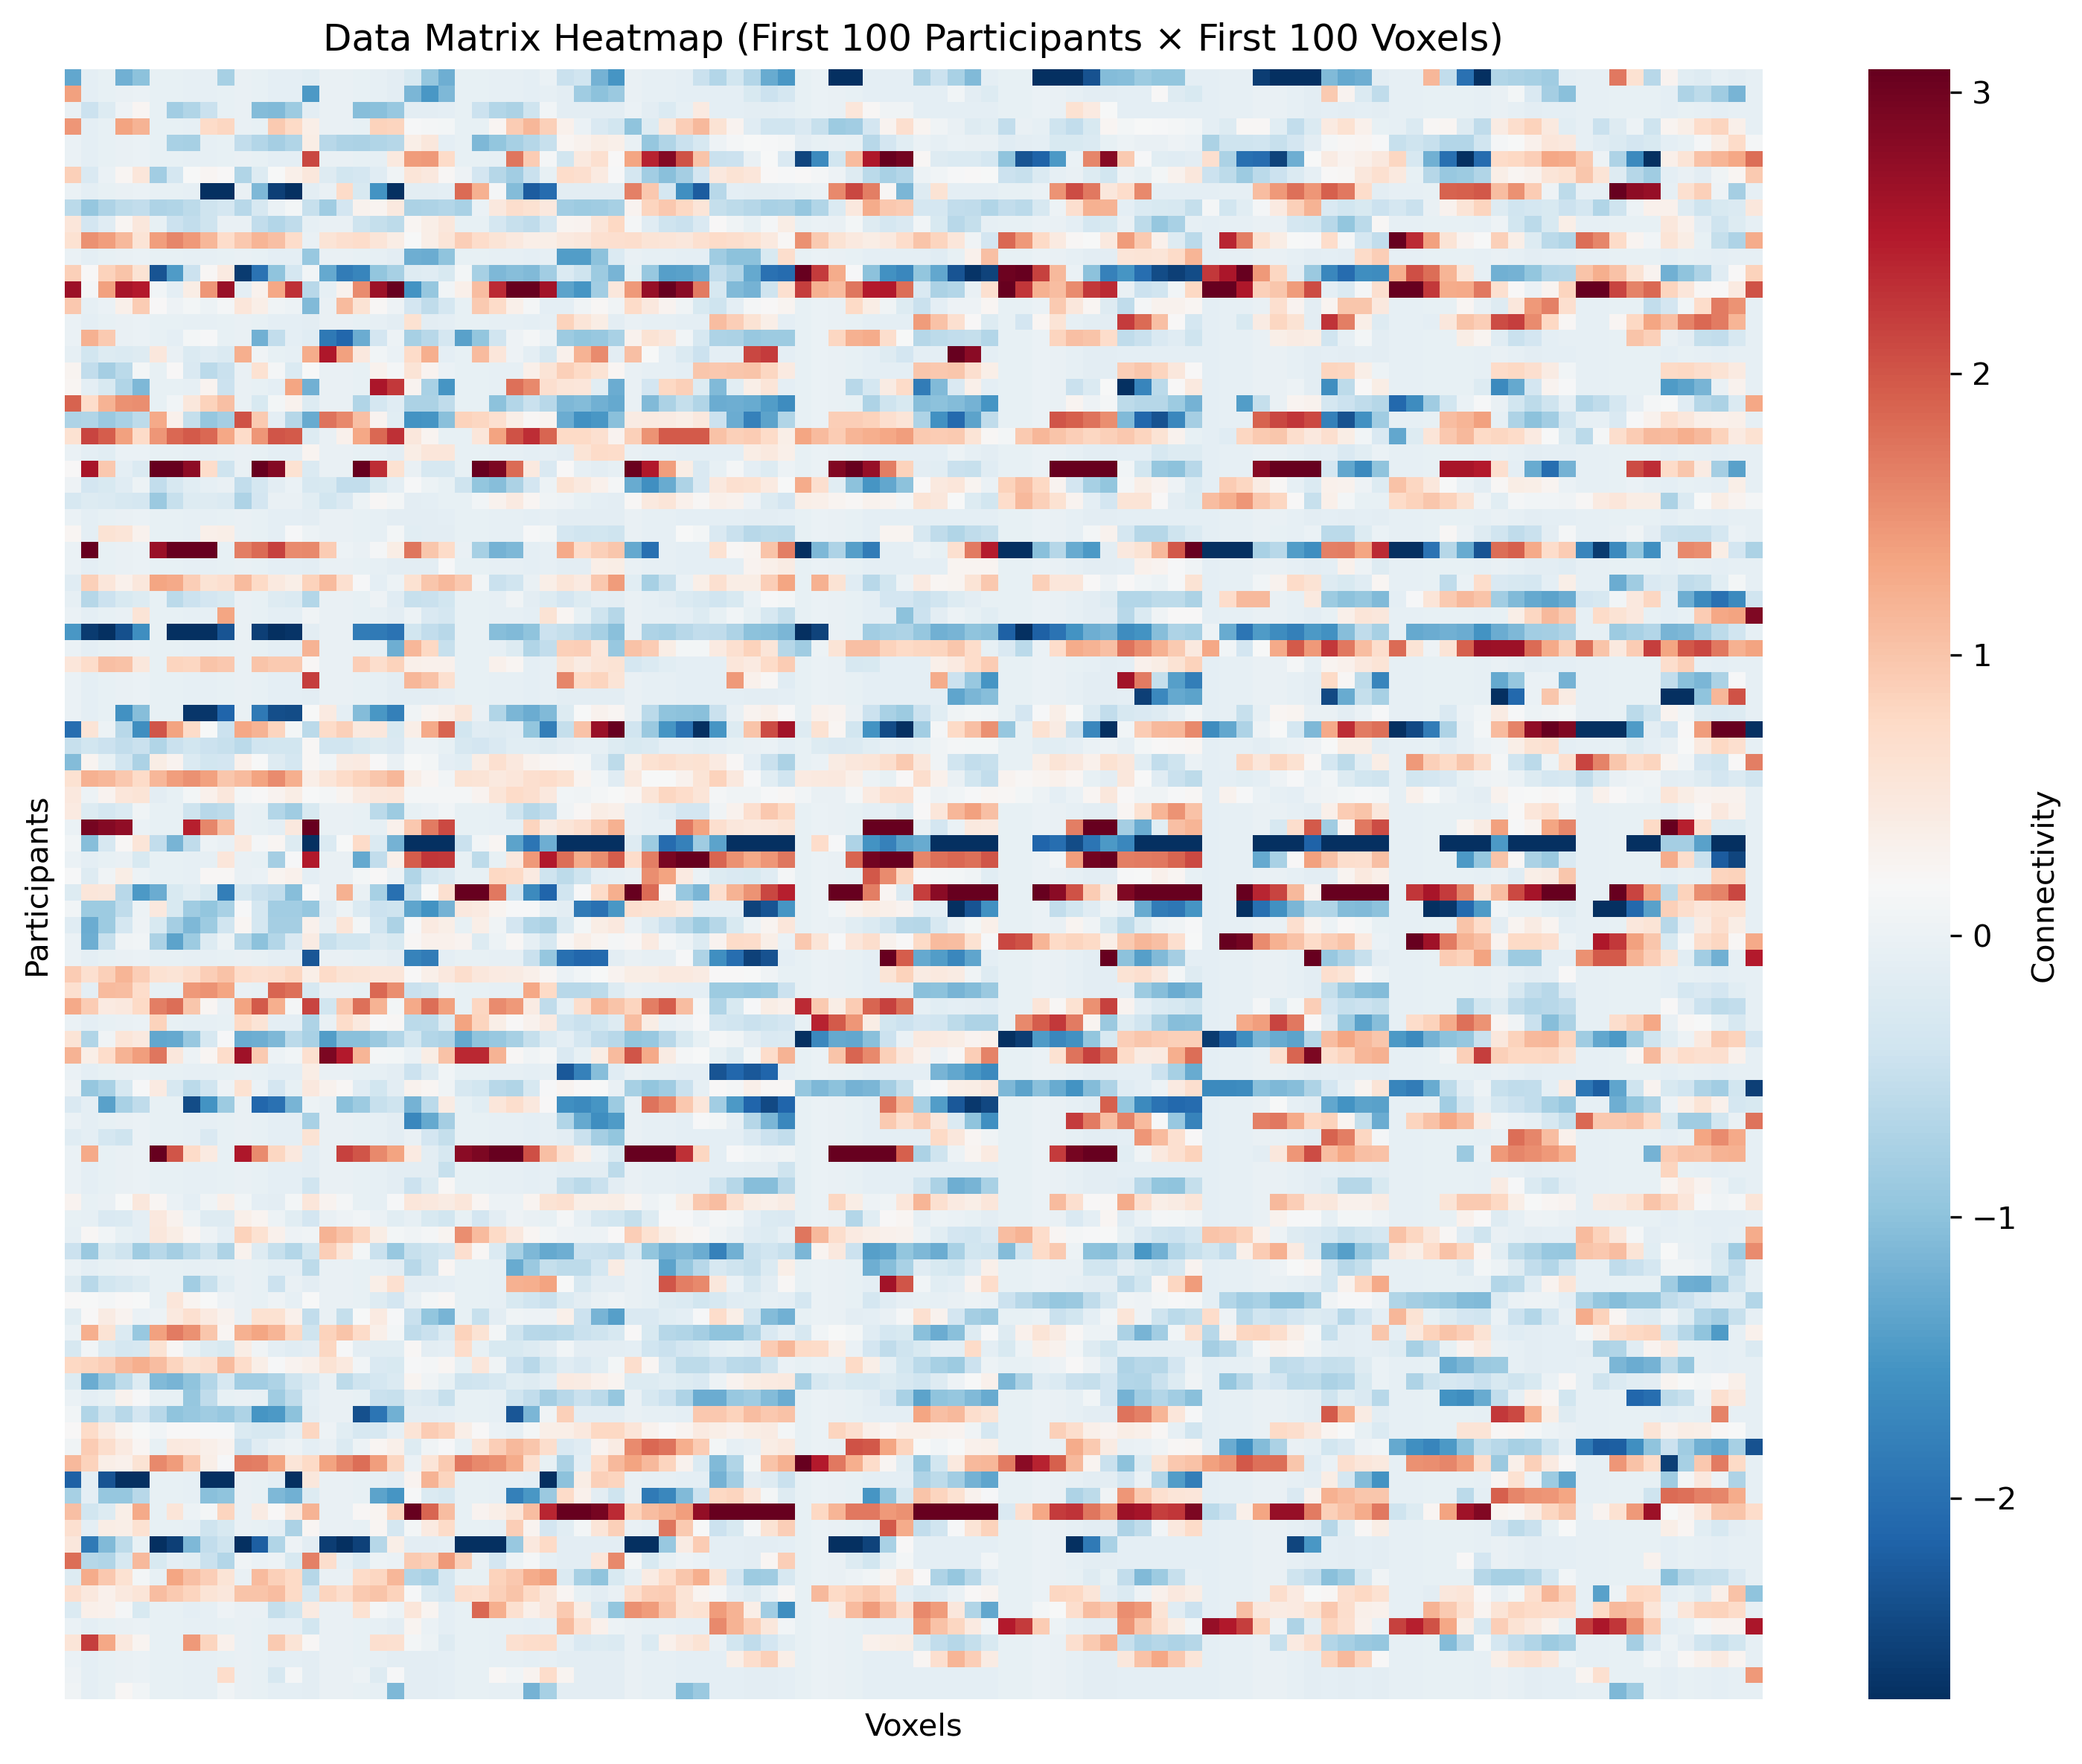 Data Matrix Heatmap (First 100 Participants × First 100 Voxels)
Participants
Voxels
3
2
1
0
−1
−2
Connectivity